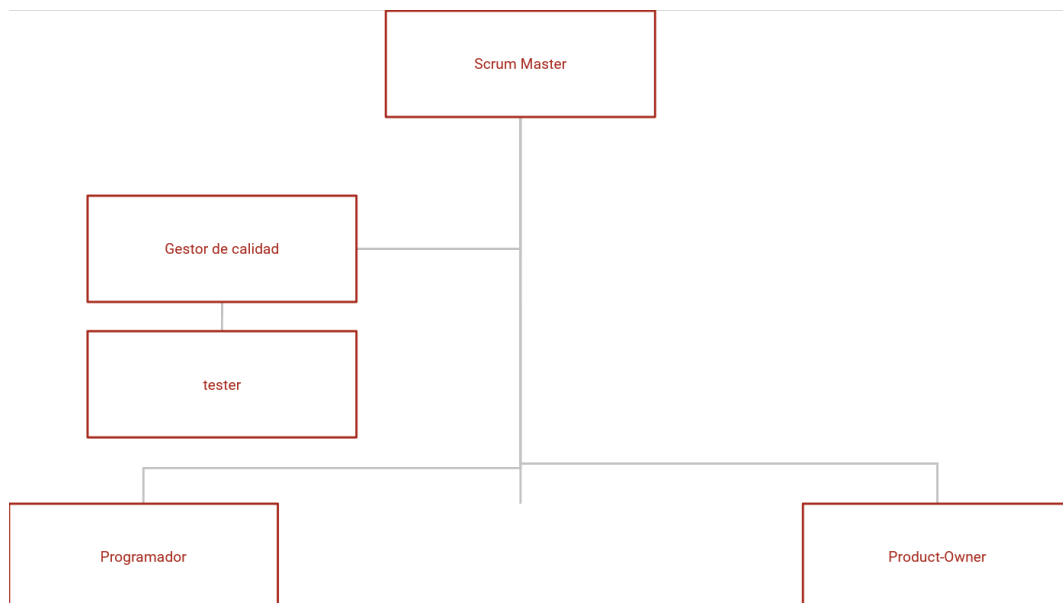 Scrum Master
Gestor de calidad
tester
Programador
Product-Owner